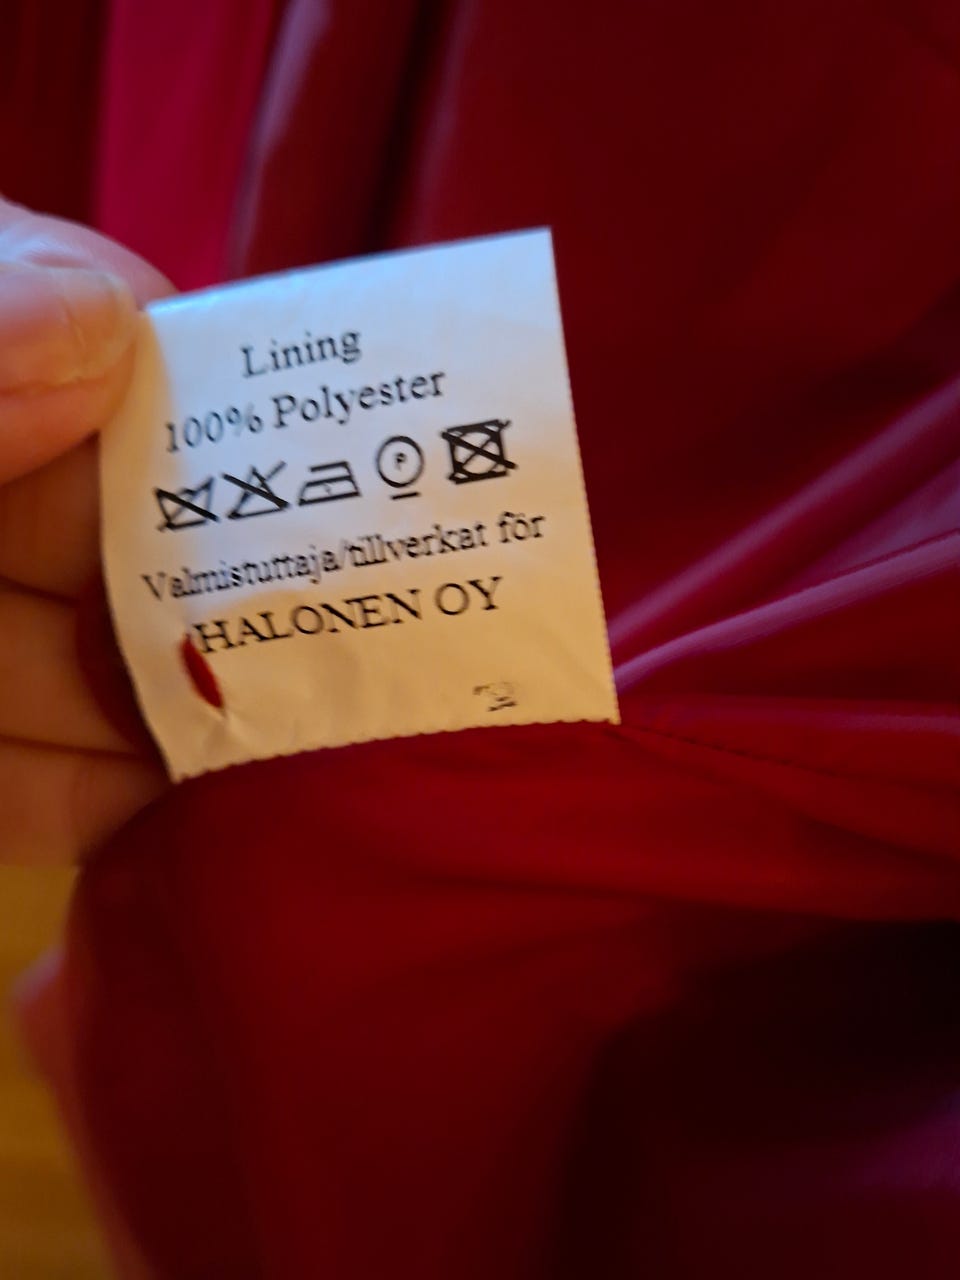 Lining
100% Polyester
P
Valmistuttaja/tillverkat för
HALONEN OY